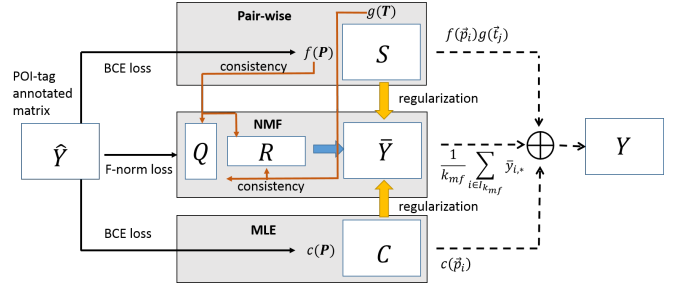 Pair-wise
g(T)
BCE loss
f(P)
S
f(p⃗ᵢ)g(t⃗ⱼ)
consistency
POI-tag
annotated
matrix
regularization
NMF
Ŷ
Q
R
Ȳ
Y
F-norm loss
1/k_mf ∑_{i∈I_{k_mf}} ȳ_{i,*}
consistency
regularization
MLE
BCE loss
c(P)
C
c(p⃗ᵢ)